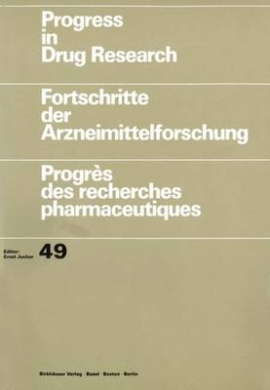 Progress
in
Drug Research
Fortschritte
der
Arzneimittelforschung
Progrès
des recherches
pharmaceutiques
Editor:
Ernst Jucker
49
Birkhäuser Verlag · Basel · Boston · Berlin